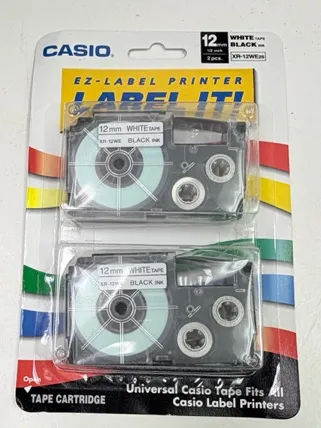 CASIO
12mm
1/2 inch
2 pcs.
WHITE TAPE
BLACK INK
XR-12WE2S
EZ-LABEL PRINTER
LABEL IT!
12mm WHITE TAPE
XR-12WE BLACK INK
12mm WHITE TAPE
XR-12WE BLACK INK
Open
Universal Casio Tape Fits All
TAPE CARTRIDGE
Casio Label Printers